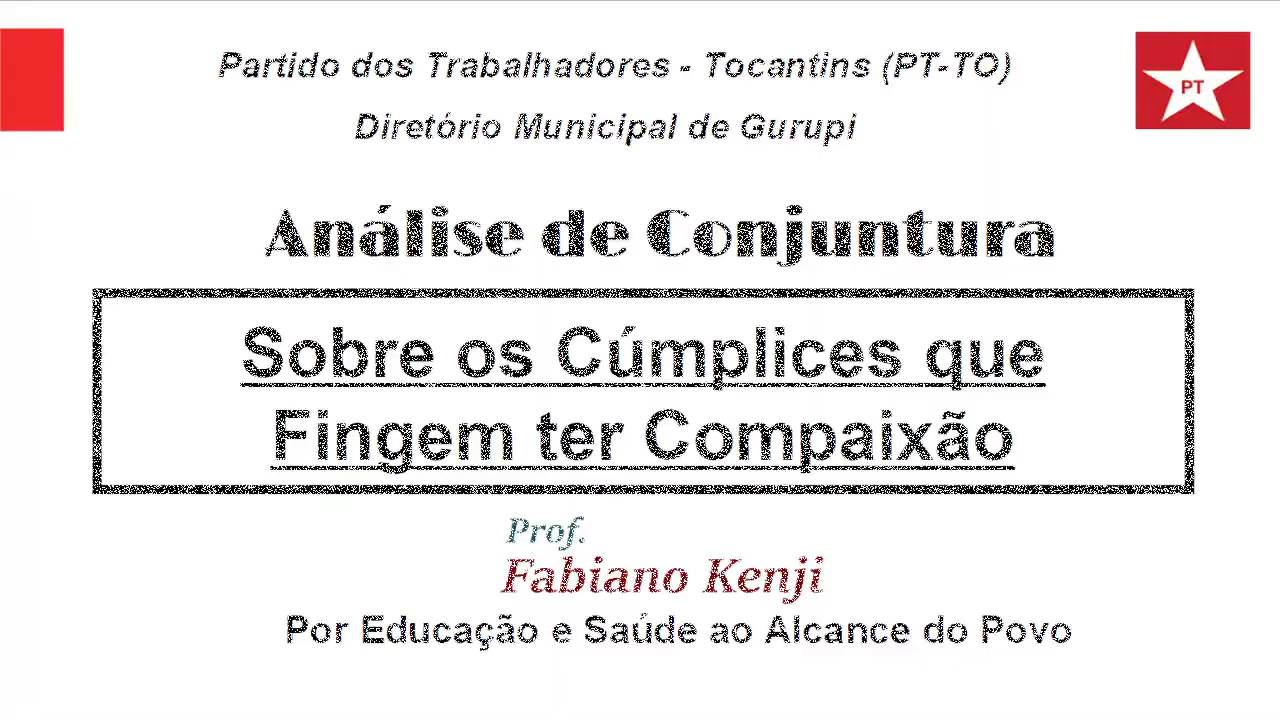 Partido dos Trabalhadores - Tocantins (PT-TO)
PT
Diretório Municipal de Gurupi
Análise de Conjuntura
Sobre os Cúmplices que
Fingem ter Compaixão
Prof.
Fabiano Kenji
Por Educação e Saúde ao Alcance do Povo